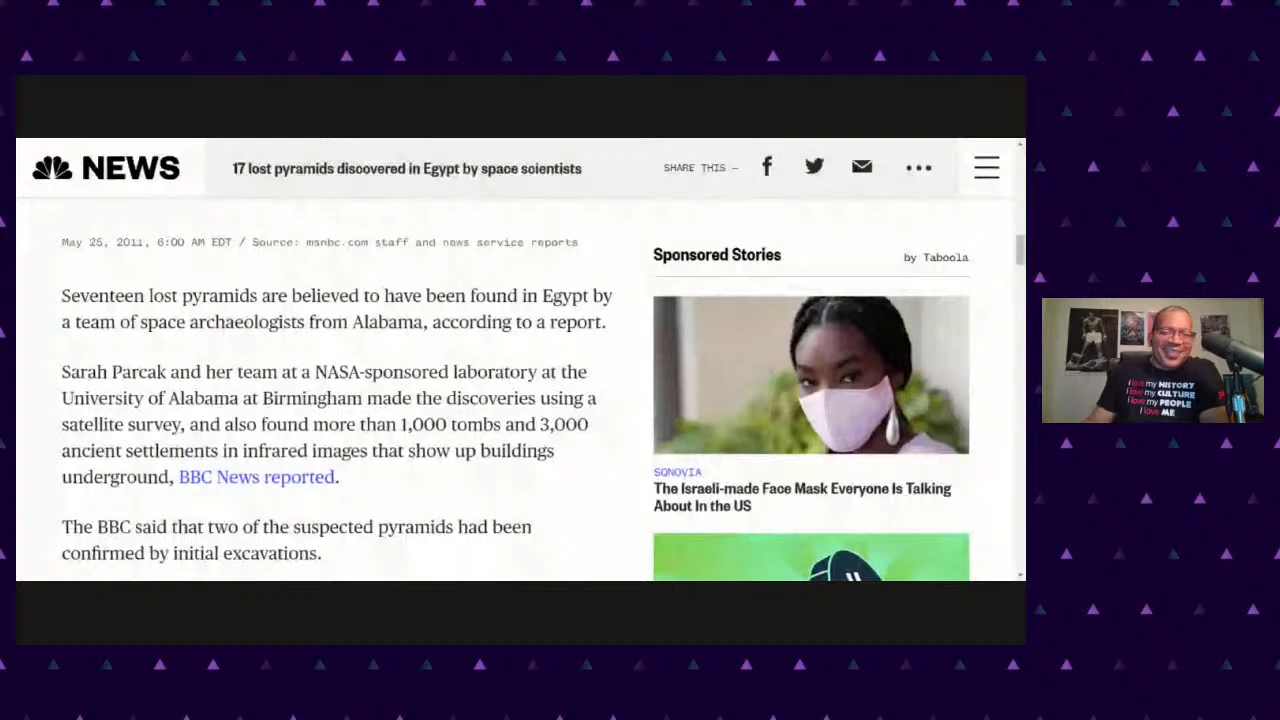 NEWS
17 lost pyramids discovered in Egypt by space scientists
SHARE THIS —
May 25, 2011, 6:00 AM EDT / Source: msnbc.com staff and news service reports
Seventeen lost pyramids are believed to have been found in Egypt by
a team of space archaeologists from Alabama, according to a report.
Sarah Parcak and her team at a NASA-sponsored laboratory at the
University of Alabama at Birmingham made the discoveries using a
satellite survey, and also found more than 1,000 tombs and 3,000
ancient settlements in infrared images that show up buildings
underground, BBC News reported.
The BBC said that two of the suspected pyramids had been
confirmed by initial excavations.
Sponsored Stories
by Taboola
SQNOVIA
The Israeli-made Face Mask Everyone Is Talking
About In the US
I love my HISTORY
I love my CULTURE
I love my PEOPLE
I love ME